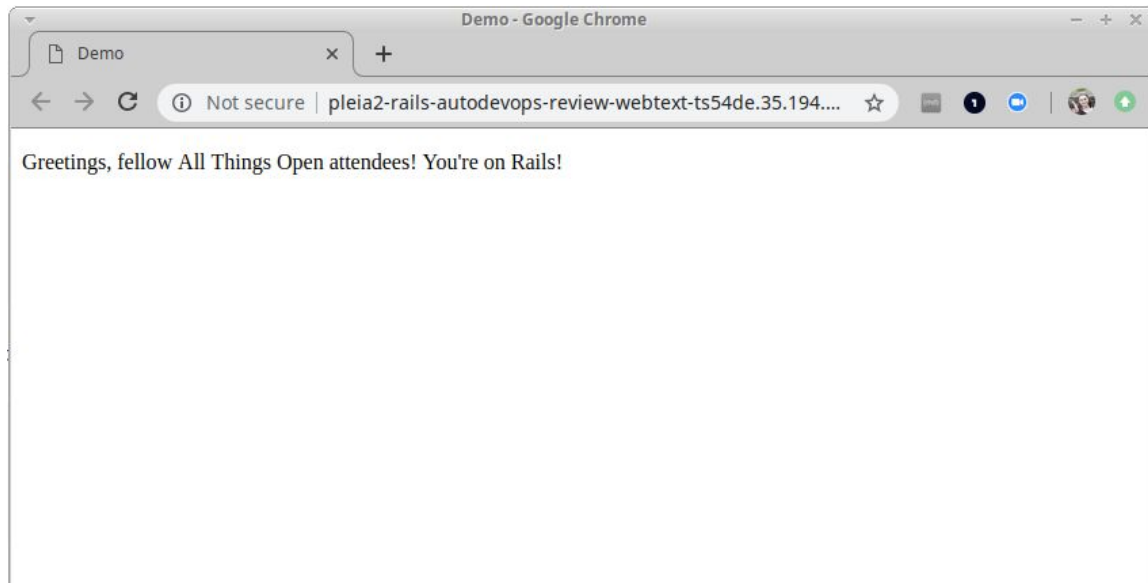 Demo - Google Chrome
Demo
Not secure | pleia2-rails-autodevops-review-webtext-ts54de.35.194....
Greetings, fellow All Things Open attendees! You're on Rails!